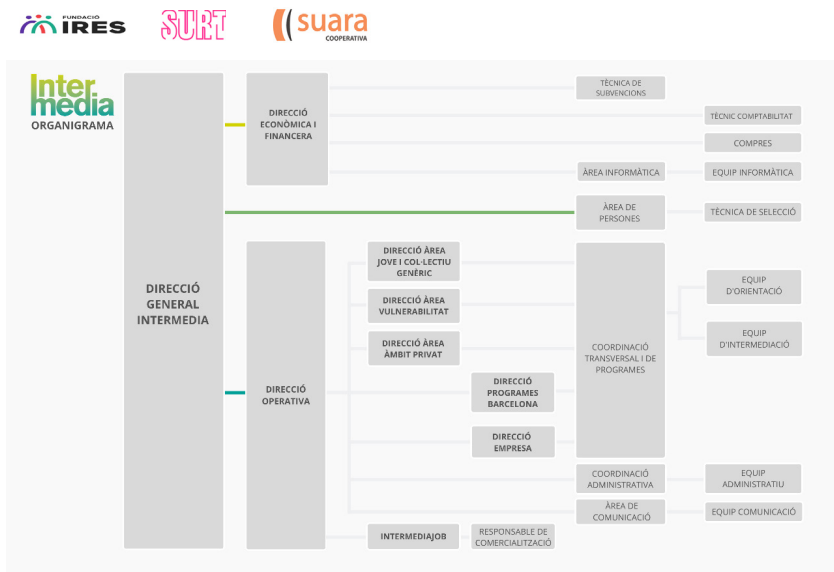 FUNDACIÓ
IRES
SURT
suara
COOPERATIVA
Inter
media
ORGANIGRAMA
DIRECCIÓ
GENERAL
INTERMEDIA
DIRECCIÓ
ECONÒMICA I
FINANCERA
TÈCNICA DE
SUBVENCIONS
TÈCNIC COMPTABILITAT
COMPRES
ÀREA INFORMÀTICA
EQUIP INFORMÀTICA
ÀREA DE
PERSONES
TÈCNICA DE SELECCIÓ
DIRECCIÓ
OPERATIVA
DIRECCIÓ ÀREA
JOVE I COL·LECTIU
GENÈRIC
DIRECCIÓ ÀREA
VULNERABILITAT
DIRECCIÓ ÀREA
ÀMBIT PRIVAT
DIRECCIÓ
PROGRAMES
BARCELONA
DIRECCIÓ
EMPRESA
COORDINACIÓ
TRANSVERSAL I DE
PROGRAMES
EQUIP
D'ORIENTACIÓ
EQUIP
D'INTERMEDIACIÓ
COORDINACIÓ
ADMINISTRATIVA
EQUIP
ADMINISTRATIU
ÀREA DE
COMUNICACIÓ
EQUIP COMUNICACIÓ
INTERMEDIAJOB
RESPONSABLE DE
COMERCIALITZACIÓ